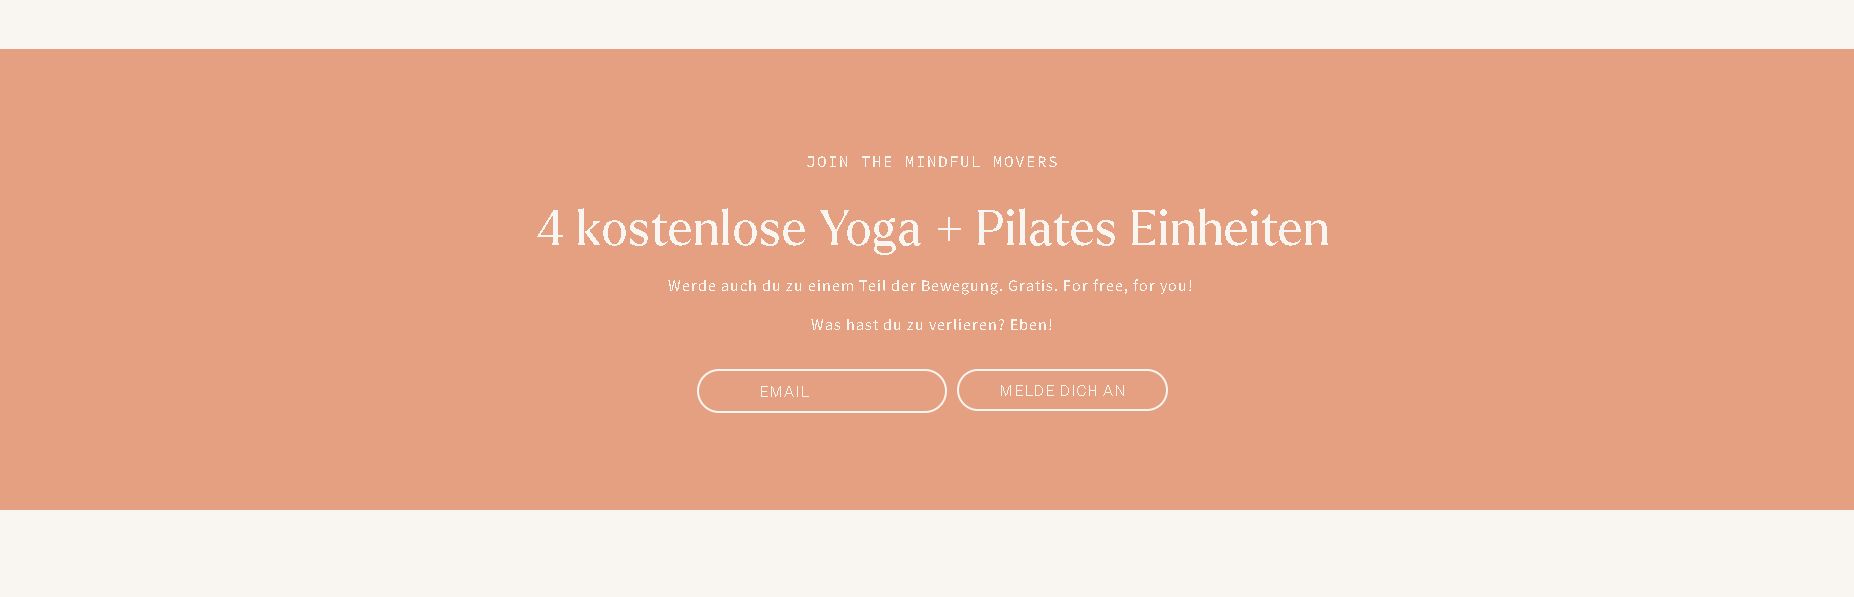 JOIN THE MINDFUL MOVERS
4 kostenlose Yoga + Pilates Einheiten
Werde auch du zu einem Teil der Bewegung. Gratis. For free, for you!
Was hast du zu verlieren? Eben!
EMAIL
MELDE DICH AN